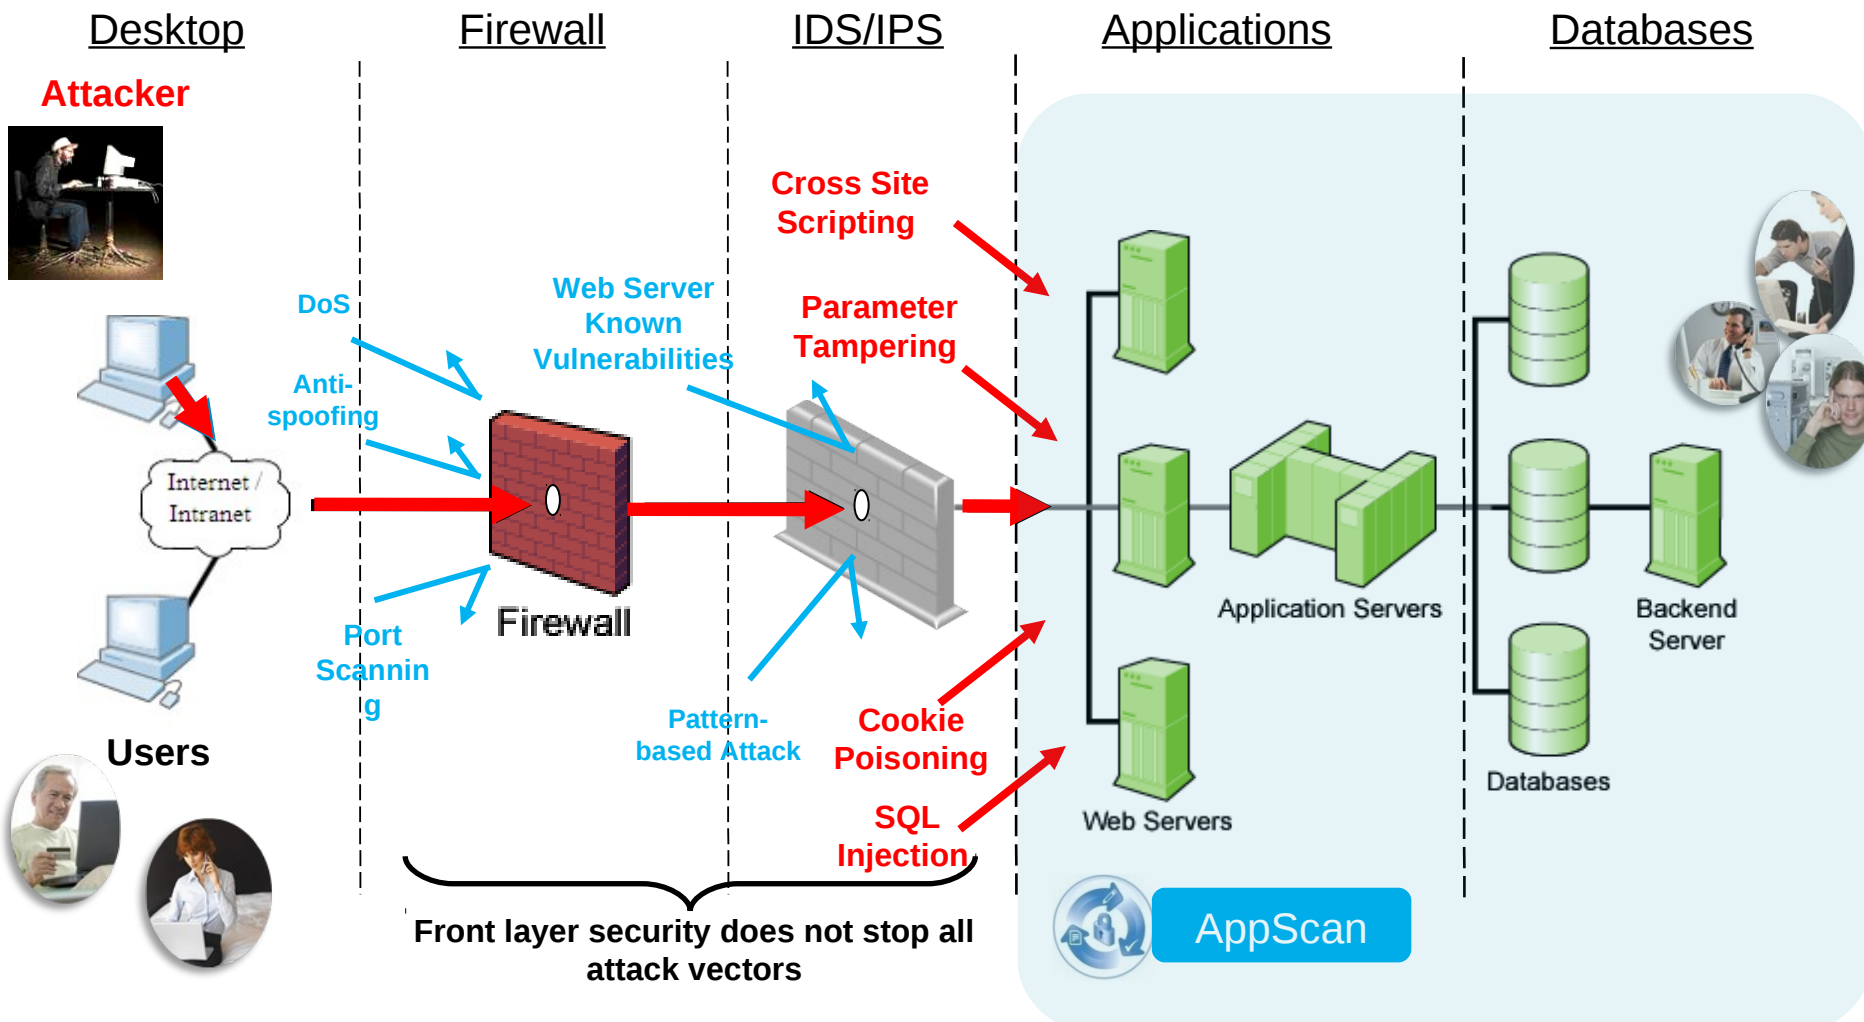 Desktop
Firewall
IDS/IPS
Applications
Databases
Attacker
Cross Site
Scripting
DoS
Web Server
Known
Vulnerabilities
Parameter
Tampering
Anti-
spoofing
Internet /
Intranet
Firewall
Port
Scannin
g
Application Servers
Backend
Server
Pattern-
based Attack
Cookie
Poisoning
Users
Databases
SQL
Injection
Web Servers
Front layer security does not stop all
attack vectors
AppScan